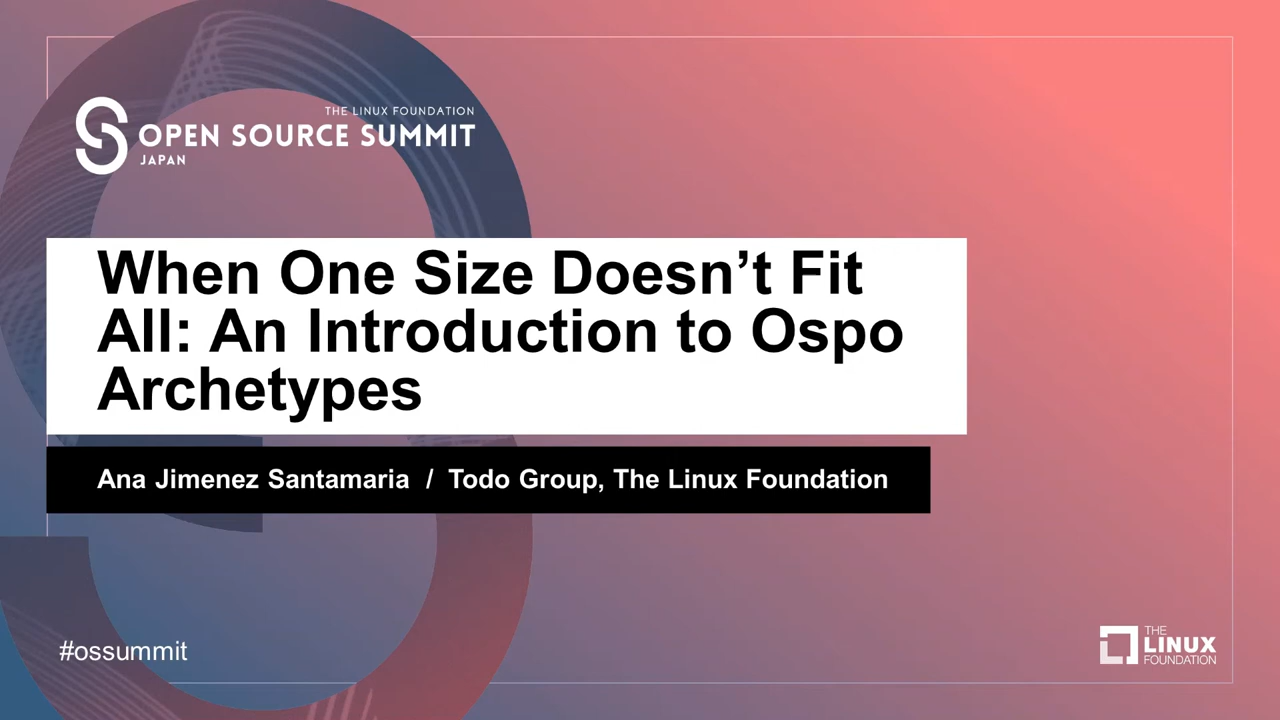 THE LINUX FOUNDATION
OPEN SOURCE SUMMIT
JAPAN
When One Size Doesn’t Fit
All: An Introduction to Ospo
Archetypes
Ana Jimenez Santamaria / Todo Group, The Linux Foundation
#ossummit
THE
LINUX
FOUNDATION